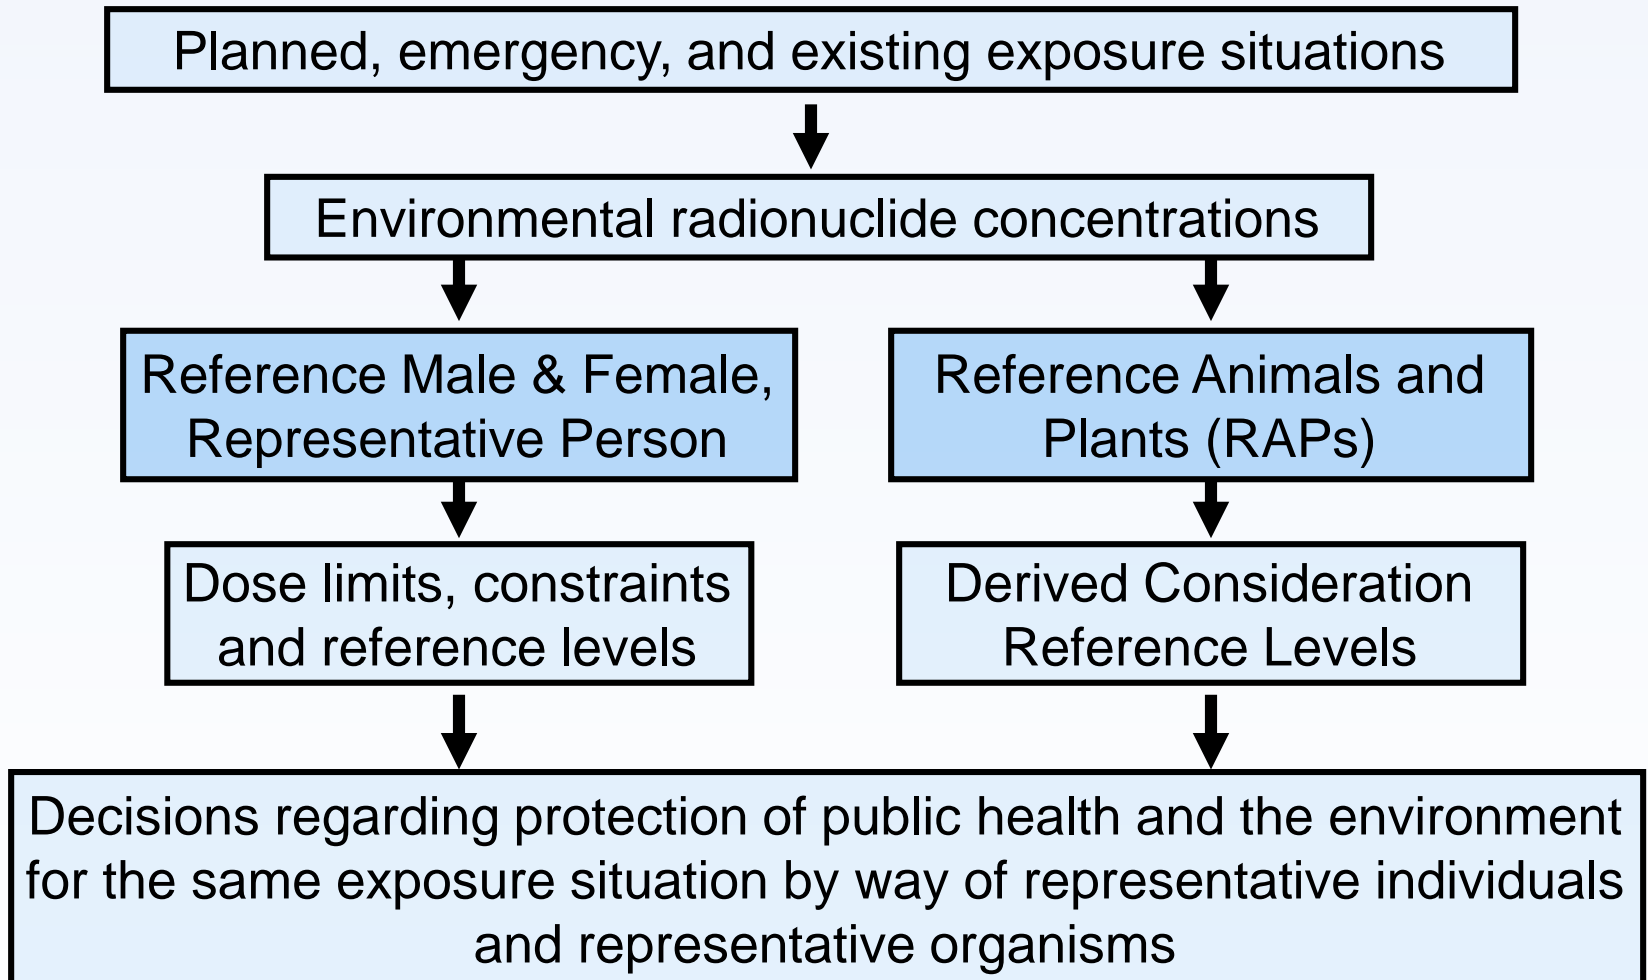 Planned, emergency, and existing exposure situations
Environmental radionuclide concentrations
Reference Male & Female,
Representative Person
Reference Animals and
Plants (RAPs)
Dose limits, constraints
and reference levels
Derived Consideration
Reference Levels
Decisions regarding protection of public health and the environment
for the same exposure situation by way of representative individuals
and representative organisms